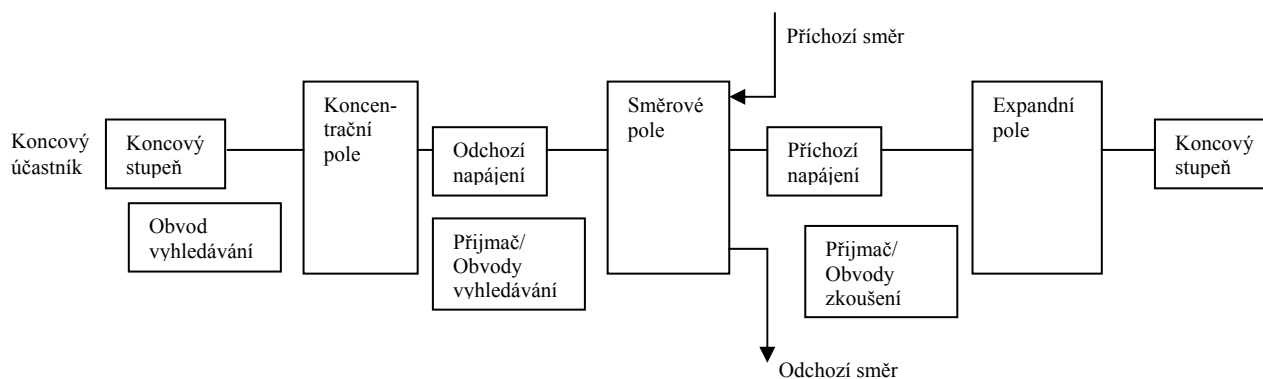 Příchozí směr
Koncový
účastník
Koncový
stupeň
Obvod
vyhledávání
Koncen-
trační
pole
Odchozí
napájení
Přijmač/
Obvody
vyhledávání
Směrové
pole
Příchozí
napájení
Přijmač/
Obvody
zkoušení
Expandní
pole
Koncový
stupeň
Odchozí směr